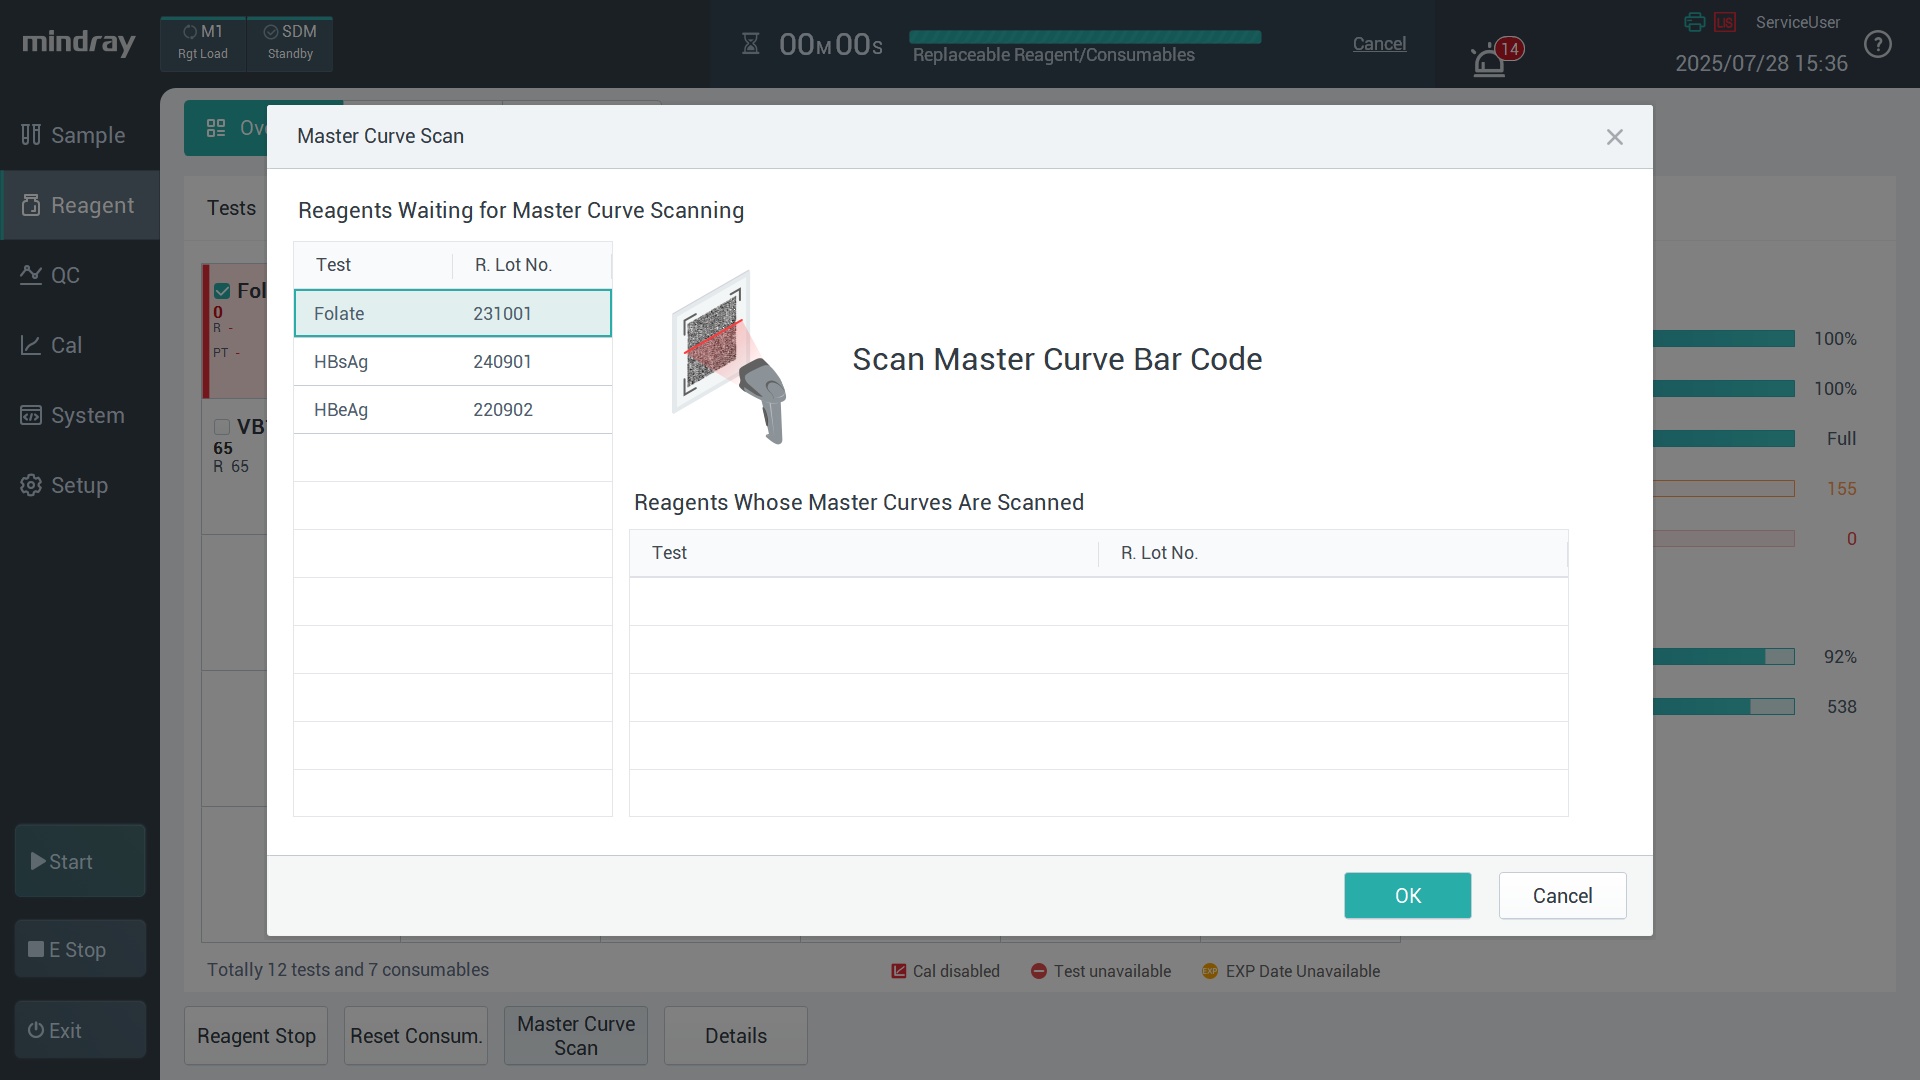 mindray
M1
Rgt Load
SDM
Standby
00M00S
Replaceable Reagent/Consumables
Cancel
14
LIS
ServiceUser
2025/07/28 15:36
?
Sample
Reagent
QC
Cal
System
Setup
Start
E Stop
Exit
Tests
Fol
0
R -
PT -
VB
65
R 65
Master Curve Scan
Reagents Waiting for Master Curve Scanning
Test R. Lot No.
Folate 231001
HBsAg 240901
HBeAg 220902
Scan Master Curve Bar Code
Reagents Whose Master Curves Are Scanned
Test R. Lot No.
OK
Cancel
100%
100%
Full
155
0
92%
538
Totally 12 tests and 7 consumables
Cal disabled
Test unavailable
EXP
EXP Date Unavailable
Reagent Stop
Reset Consum.
Master Curve
Scan
Details